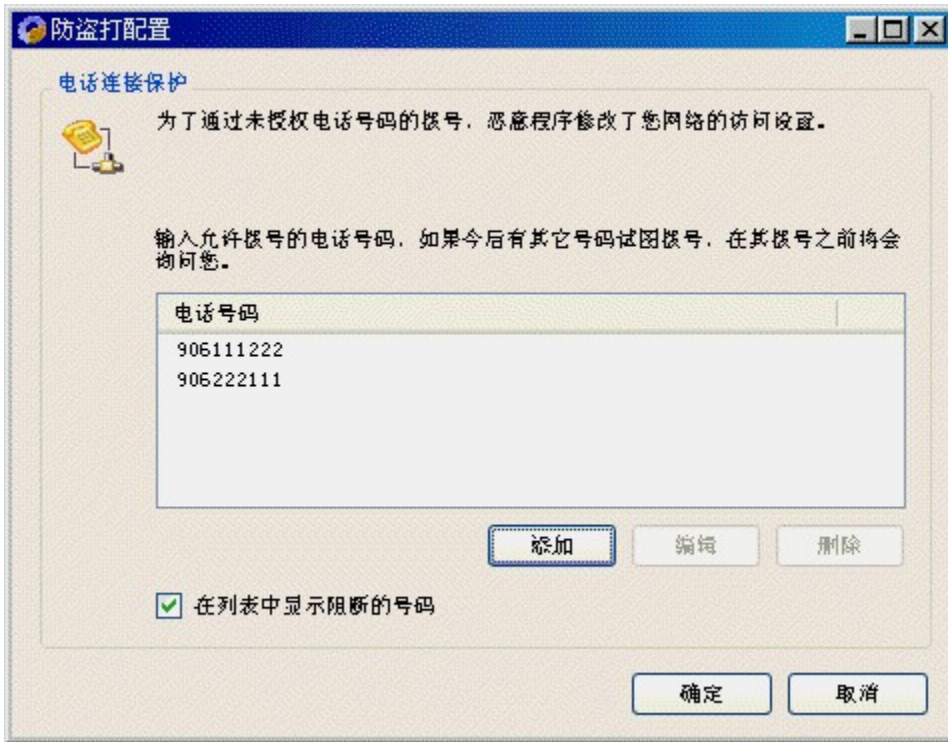 防盗打配置
电话连接保护
为了通过未授权电话号码的拨号，恶意程序修改了您网络的访问设置。
输入允许拨号的电话号码，如果今后有其它号码试图拨号，在其拨号之前将会
询问您。
电话号码
906111222
906222111
添加 编辑 删除
在列表中显示阻断的号码
确定 取消